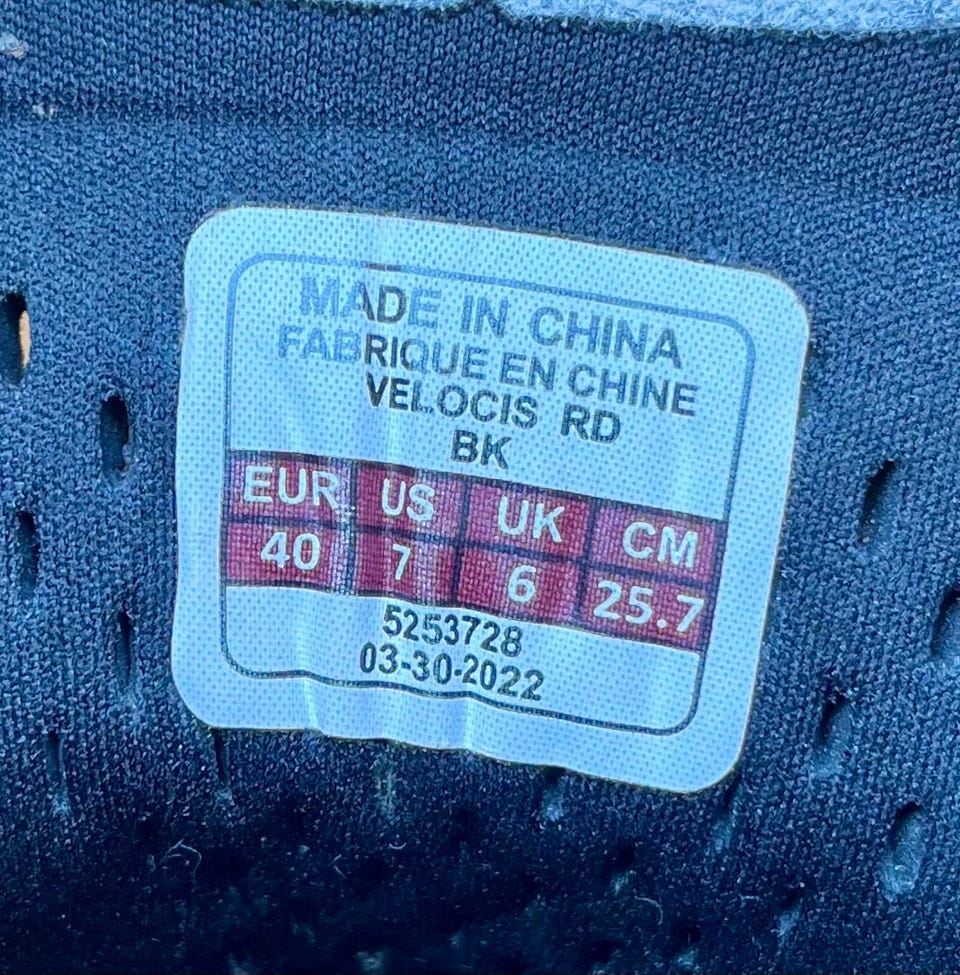 MADE IN CHINA
FABRIQUE EN CHINE
VELOCIS RD
BK
EUR US UK CM
40 7 6 25.7
5253728
03-30-2022